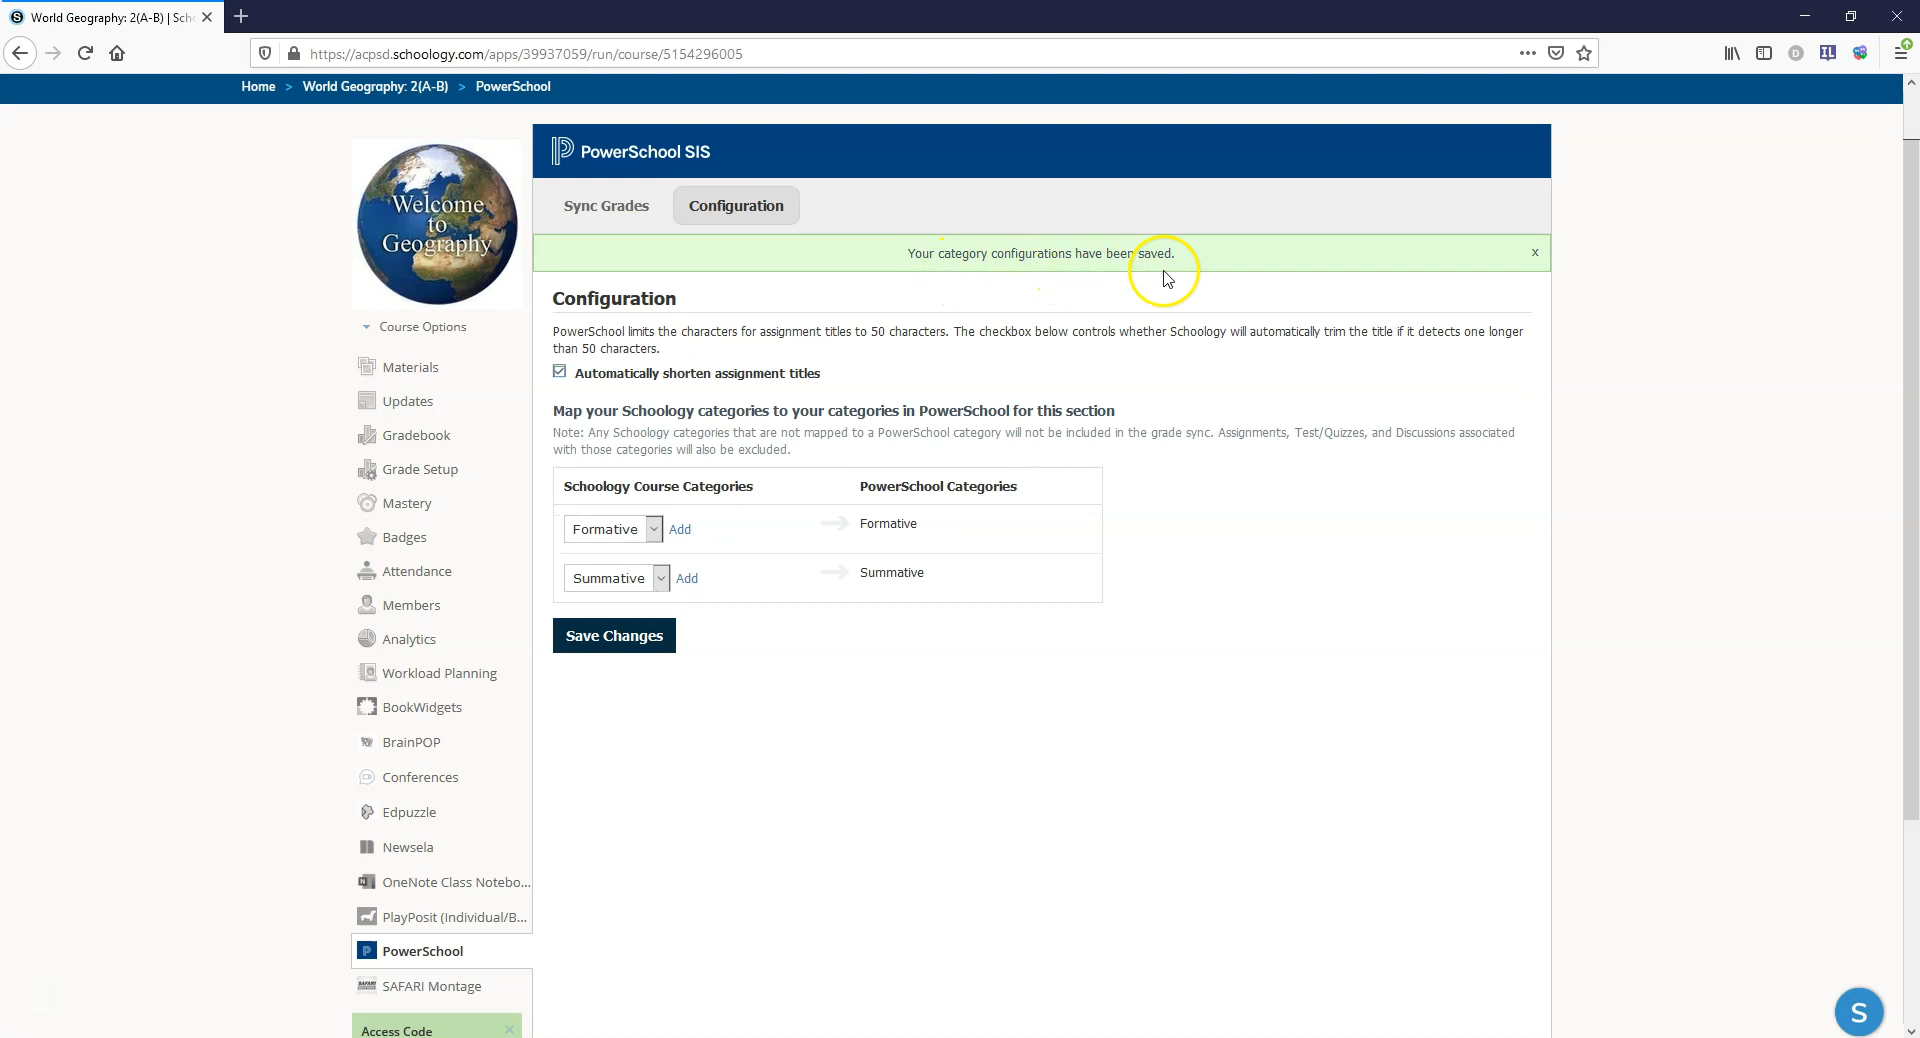 World Geography: 2(A-B) | Sch
https://acpsd.schoology.com/apps/39937059/run/course/5154296005
Home > World Geography: 2(A-B) > PowerSchool
Welcome
to
Geography
Course Options
Materials
Updates
Gradebook
Grade Setup
Mastery
Badges
Attendance
Members
Analytics
Workload Planning
BookWidgets
BrainPOP
Conferences
Edpuzzle
Newsela
OneNote Class Notebo...
PlayPosit (Individual/B...
PowerSchool
SAFARI Montage
Access Code
PowerSchool SIS
Sync Grades
Configuration
Your category configurations have been saved.
x
Configuration
PowerSchool limits the characters for assignment titles to 50 characters. The checkbox below controls whether Schoology will automatically trim the title if it detects one longer
than 50 characters.
Automatically shorten assignment titles
Map your Schoology categories to your categories in PowerSchool for this section
Note: Any Schoology categories that are not mapped to a PowerSchool category will not be included in the grade sync. Assignments, Test/Quizzes, and Discussions associated
with those categories will also be excluded.
Schoology Course Categories PowerSchool Categories
Formative Add Formative
Summative Add Summative
Save Changes
S